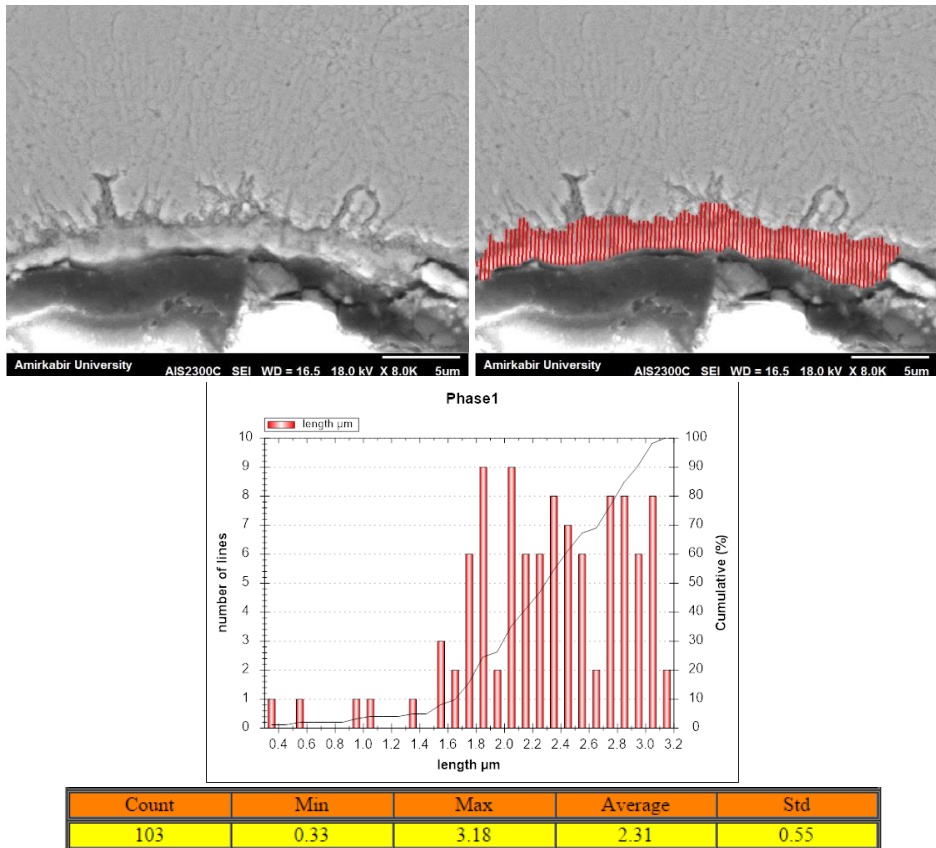 Amirkabir University
AIS2300C SEI WD = 16.5 18.0 kV X 8.0K 5um
Amirkabir University
AIS2300C SEI WD = 16.5 18.0 kV X 8.0K 5um
Phase1
length µm
10 100
9 90
8 80
7 70
6 60
5 50
4 40
3 30
2 20
1 10
0 0
number of lines
Cumulative (%)
0.4 0.6 0.8 1.0 1.2 1.4 1.6 1.8 2.0 2.2 2.4 2.6 2.8 3.0 3.2
length µm
Count Min Max Average Std
103 0.33 3.18 2.31 0.55